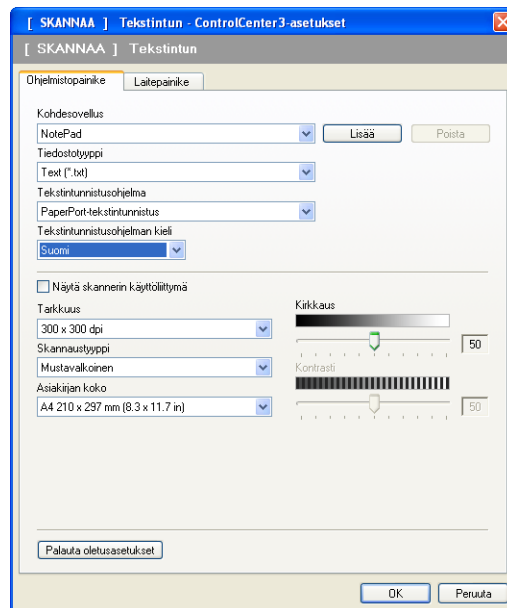 [ SKANNAA ] Tekstintun - ControlCenter3-asetukset
[ SKANNAA ] Tekstintun
Ohjelmistopainike Laitepainike
Kohdesovellus
NotePad Lisää Poista
Tiedostotyyppi
Text (*.txt)
Tekstintunnistusohjelma
PaperPort-tekstintunnistus
Tekstintunnistusohjelman kieli
Suomi
Näytä skannerin käyttöliittymä
Tarkkuus Kirkkaus
300 x 300 dpi 50
Skannaustyyppi
Mustavalkoinen Kontrasti
Asiakirjan koko
A4 210 x 297 mm (8.3 x 11.7 in) 50
Palauta oletusasetukset
OK Peruuta